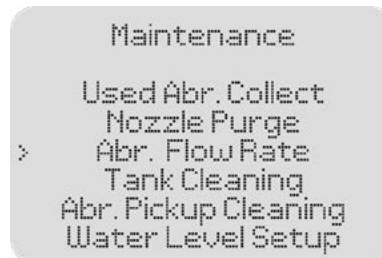 Maintenance
Used Abr. Collect
Nozzle Purge
> Abr. Flow Rate
Tank Cleaning
Abr. Pickup Cleaning
Water Level Setup